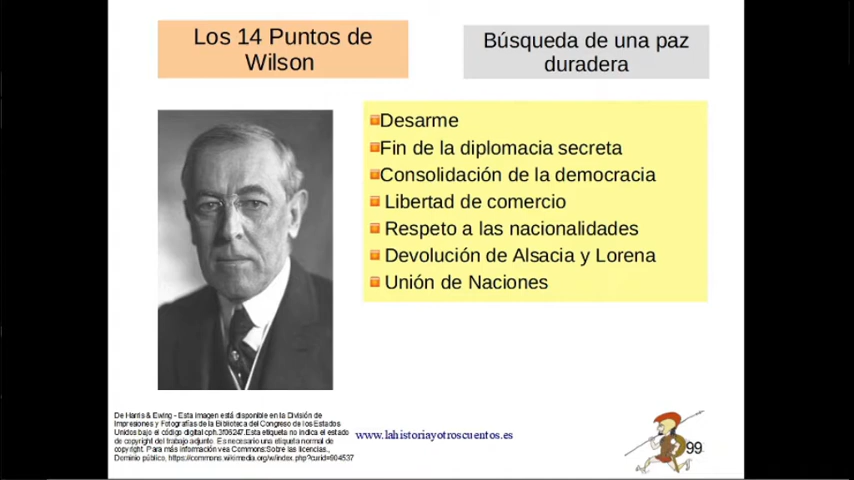 Los 14 Puntos de
Wilson
Búsqueda de una paz
duradera
Desarme
Fin de la diplomacia secreta
Consolidación de la democracia
Libertad de comercio
Respeto a las nacionalidades
Devolución de Alsacia y Lorena
Unión de Naciones
De Harris & Ewing - Esta imagen está disponible en la División de
Impresiones y Fotografías de la Biblioteca del Congreso de los Estados
Unidos bajo el código digital cph.3f06247.Esta etiqueta no indica el estado
de copyright del trabajo adjunto. Es necesario una etiqueta normal de
copyright. Para más información vea Commons:Sobre las licencias.,
Dominio público, https://commons.wikimedia.org/w/index.php?curid=904537
www.lahistoriayotroscuentos.es
99